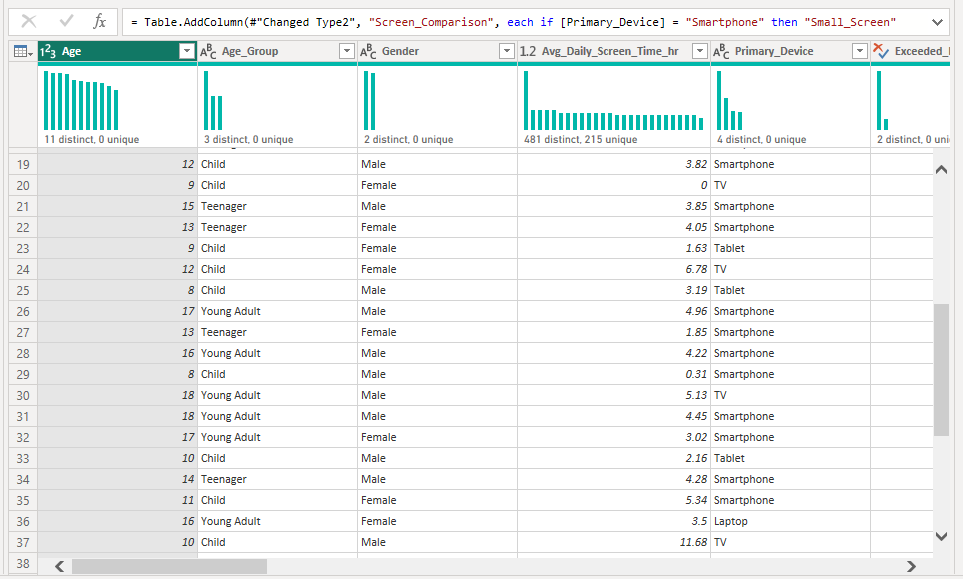 fx = Table.AddColumn(#"Changed Type2", "Screen_Comparison", each if [Primary_Device] = "Smartphone" then "Small_Screen"
1²3 Age ABC Age_Group ABC Gender 1.2 Avg_Daily_Screen_Time_hr ABC Primary_Device Exceeded_
11 distinct, 0 unique 3 distinct, 0 unique 2 distinct, 0 unique 481 distinct, 215 unique 4 distinct, 0 unique 2 distinct, 0 uni
19 12 Child Male 3.82 Smartphone
20 9 Child Female 0 TV
21 15 Teenager Male 3.85 Smartphone
22 13 Teenager Female 4.05 Smartphone
23 9 Child Female 1.63 Tablet
24 12 Child Female 6.78 TV
25 8 Child Male 3.19 Tablet
26 17 Young Adult Male 4.96 Smartphone
27 13 Teenager Female 1.85 Smartphone
28 16 Young Adult Male 4.22 Smartphone
29 8 Child Male 0.31 Smartphone
30 18 Young Adult Male 5.13 TV
31 18 Young Adult Male 4.45 Smartphone
32 17 Young Adult Female 3.02 Smartphone
33 10 Child Male 2.16 Tablet
34 14 Teenager Male 4.28 Smartphone
35 11 Child Female 5.34 Smartphone
36 16 Young Adult Female 3.5 Laptop
37 10 Child Male 11.68 TV
38